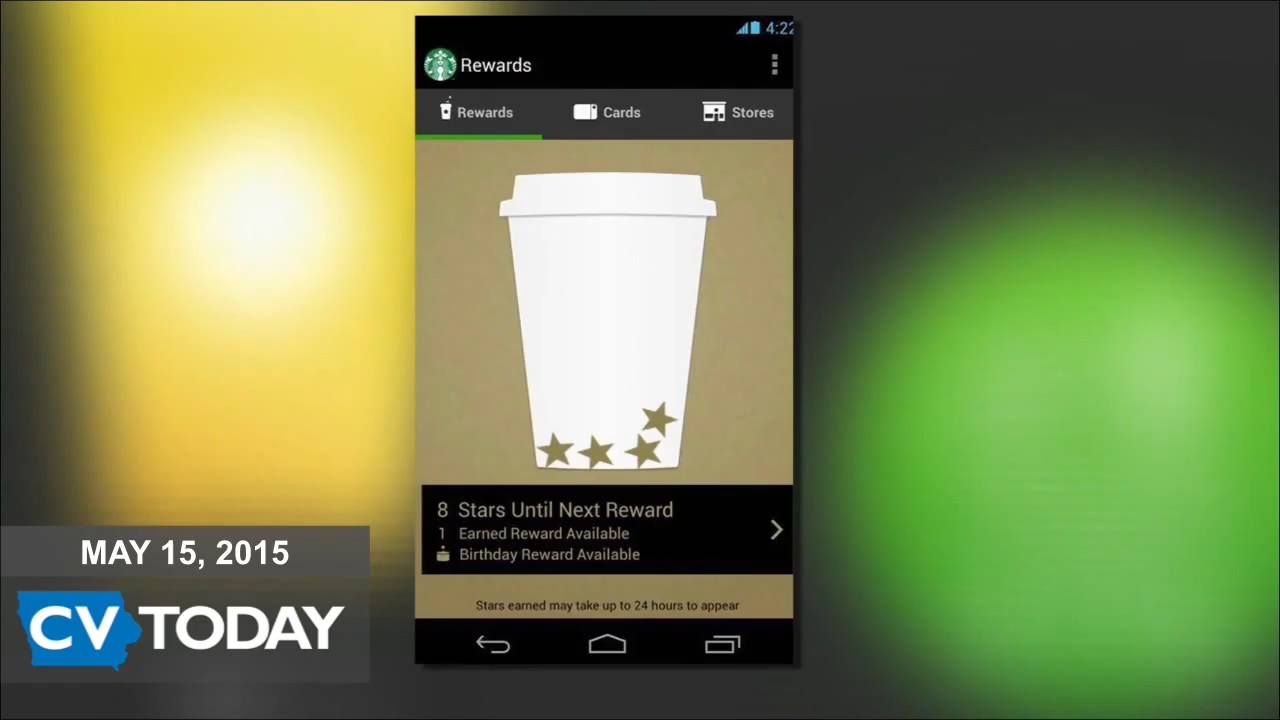 4:22
Rewards
Rewards Cards Stores
8 Stars Until Next Reward
1 Earned Reward Available
Birthday Reward Available
Stars earned may take up to 24 hours to appear
MAY 15, 2015
CV TODAY